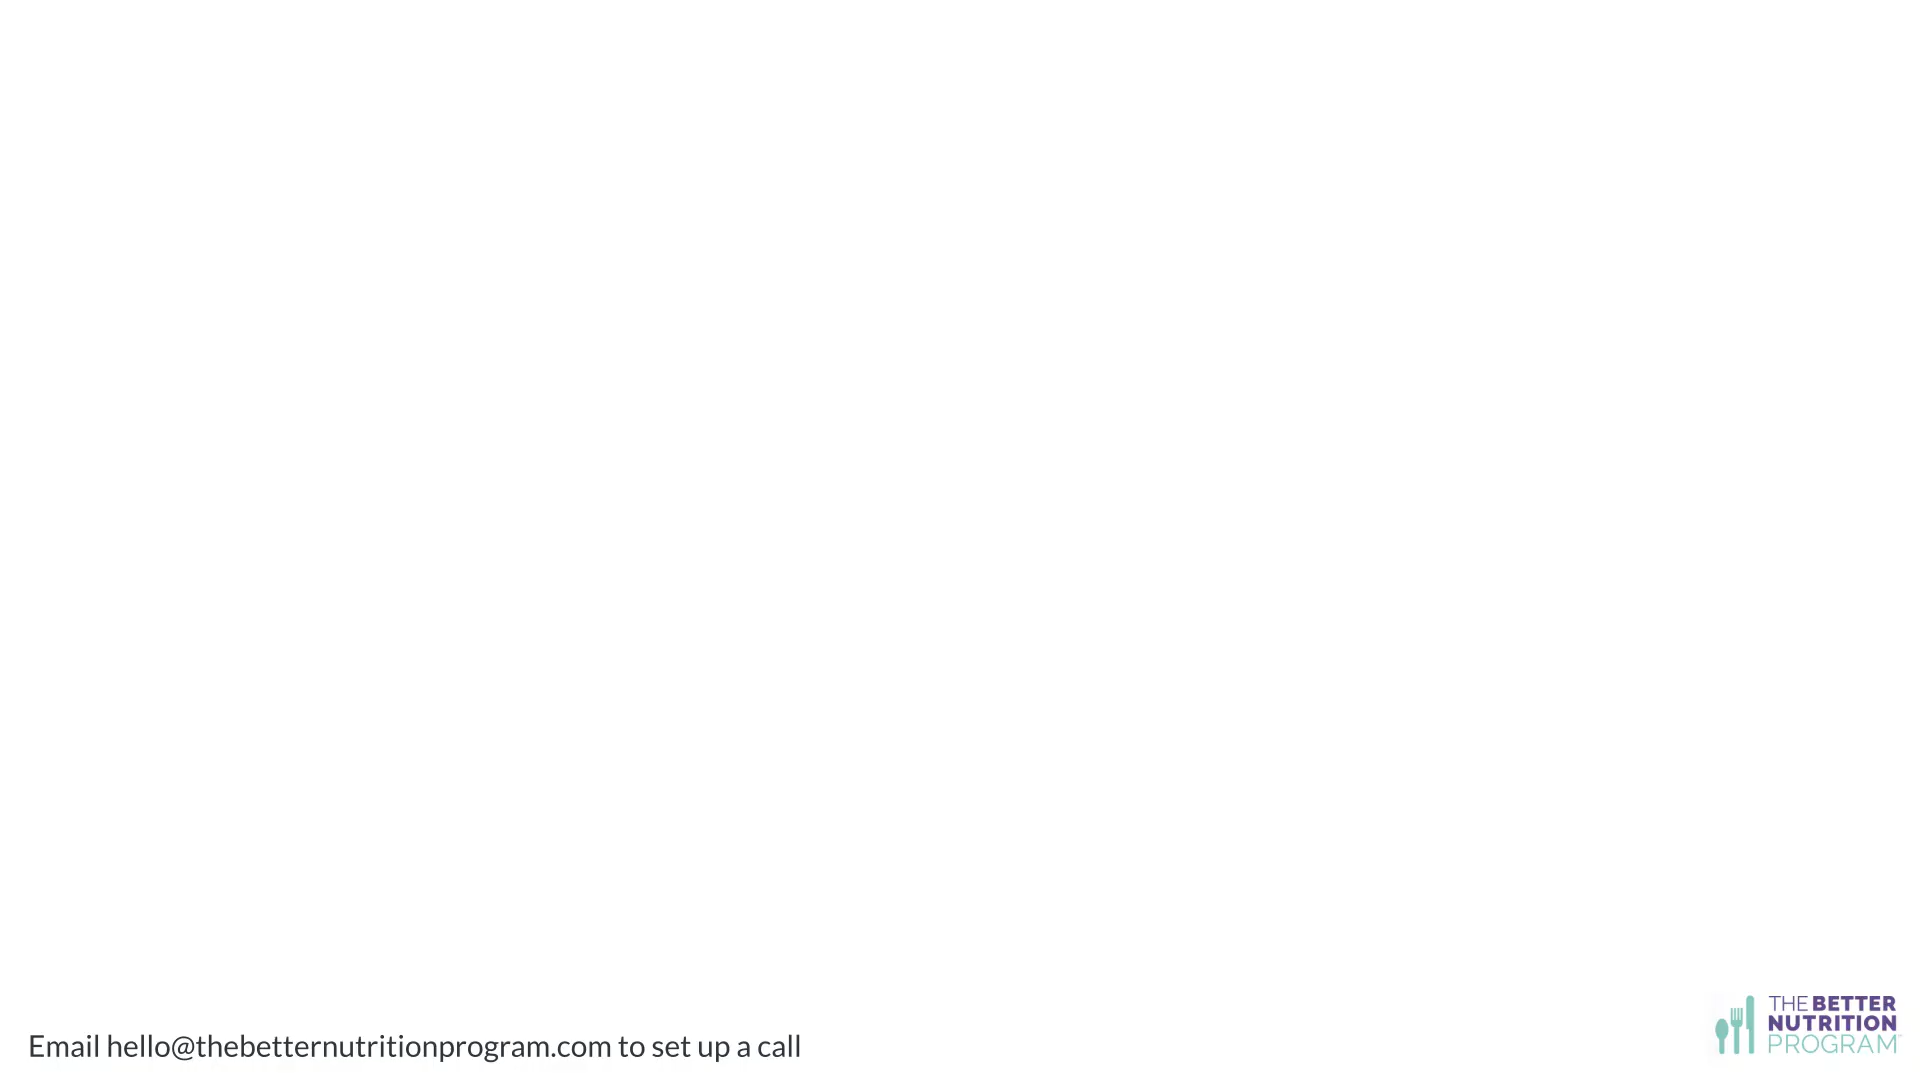 Email hello@thebetternutritionprogram.com to set up a call
THE BETTER
NUTRITION
PROGRAM